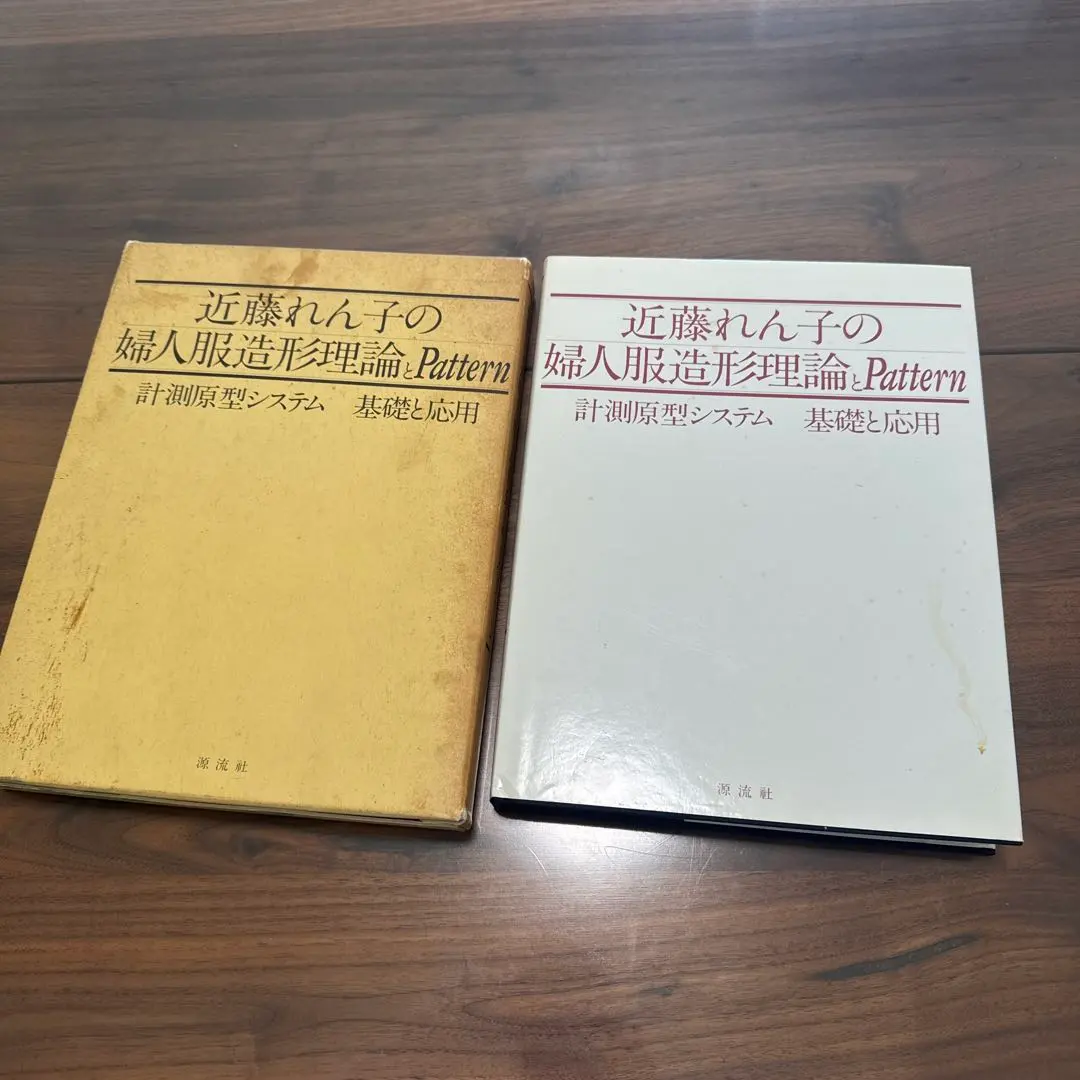 近藤れん子の
婦人服造形理論とPattern
計測原型システム　基礎と応用
源流社
近藤れん子の
婦人服造形理論とPattern
計測原型システム　基礎と応用
源流社